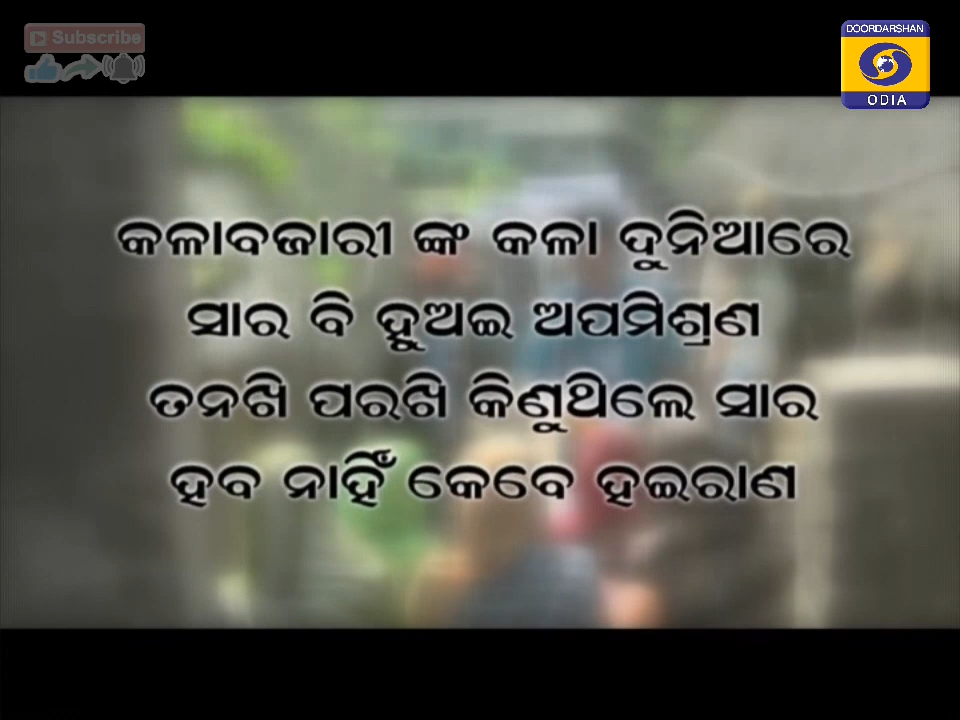 Subscribe
DOORDARSHAN
ODIA
କଳାବଜାରୀ ଙ୍କ କଳା ଦୁନିଆରେ
ସାର ବି ହୁଅଇ ଅପମିଶ୍ରଣ
ତନଖି ପରଖି କିଣୁଥିଲେ ସାର
ହବ ନାହିଁ କେବେ ହଇରାଣ